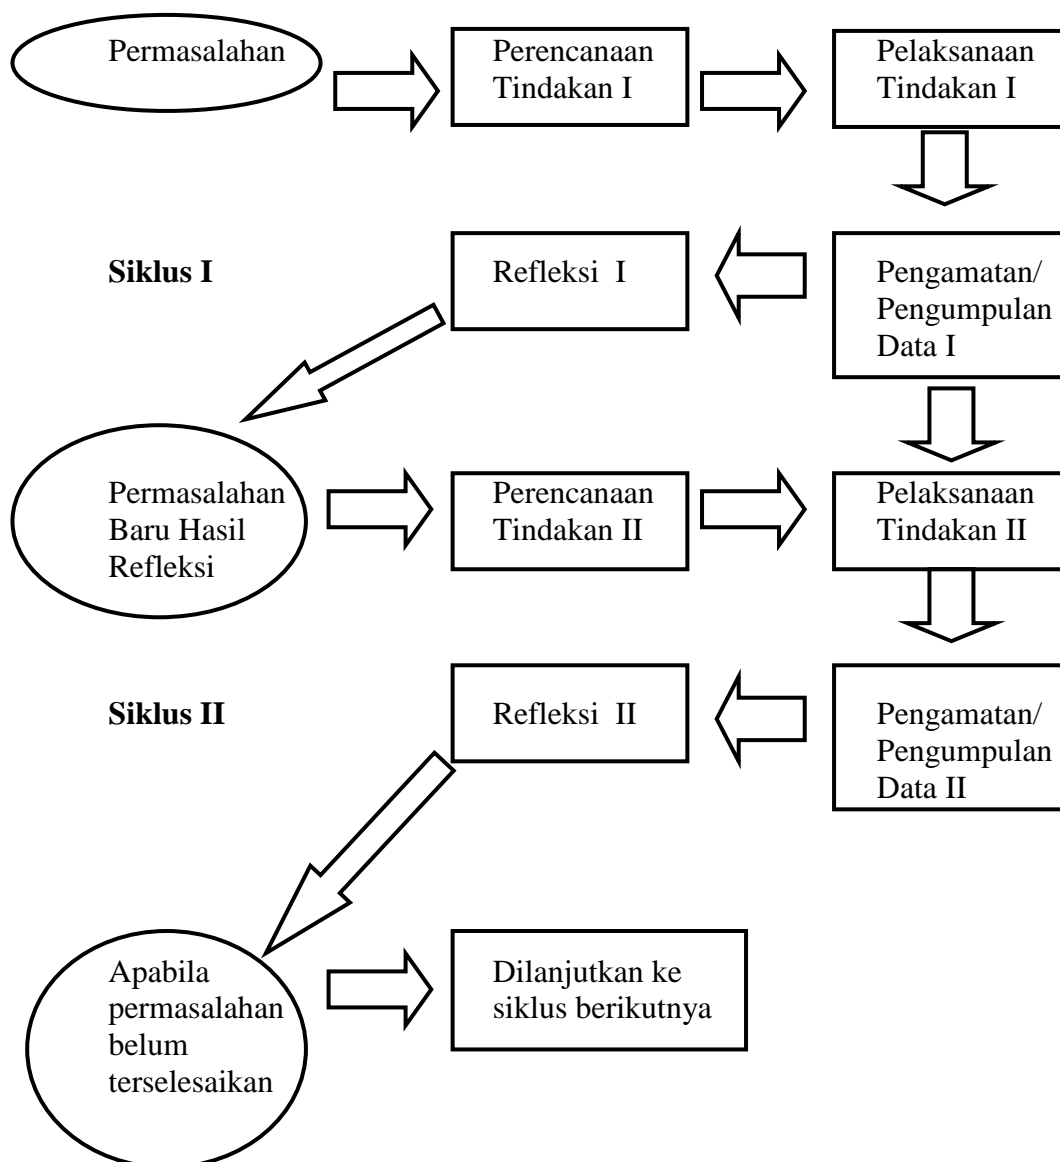 Permasalahan
Perencanaan
Tindakan I
Pelaksanaan
Tindakan I
Siklus I
Refleksi I
Pengamatan/
Pengumpulan
Data I
Permasalahan
Baru Hasil
Refleksi
Perencanaan
Tindakan II
Pelaksanaan
Tindakan II
Siklus II
Refleksi II
Pengamatan/
Pengumpulan
Data II
Apabila
permasalahan
belum
terselesaikan
Dilanjutkan ke
siklus berikutnya